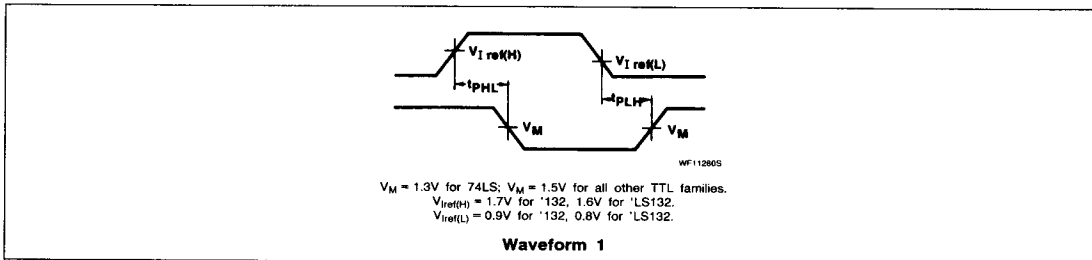 V_I ref(H)
V_I ref(L)
t_PHL
t_PLH
V_M
V_M
WF11260S
V_M = 1.3V for 74LS; V_M = 1.5V for all other TTL families.
V_Iref(H) = 1.7V for '132, 1.6V for 'LS132.
V_Iref(L) = 0.9V for '132, 0.8V for 'LS132.
Waveform 1